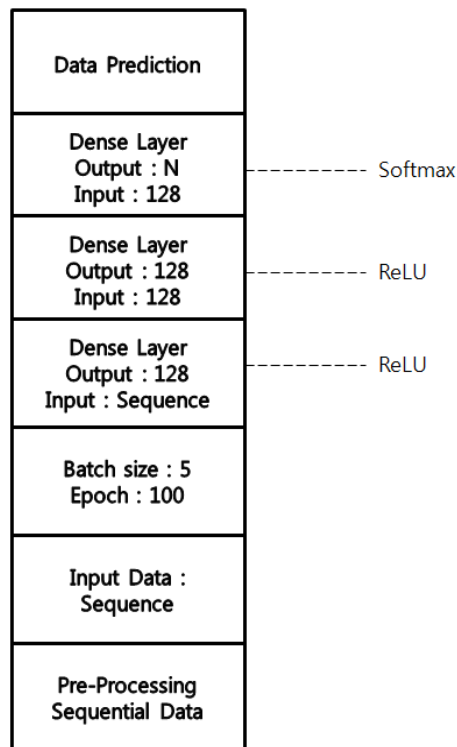 Data Prediction
Dense Layer
Output : N
Input : 128
Softmax
Dense Layer
Output : 128
Input : 128
ReLU
Dense Layer
Output : 128
Input : Sequence
ReLU
Batch size : 5
Epoch : 100
Input Data :
Sequence
Pre-Processing
Sequential Data